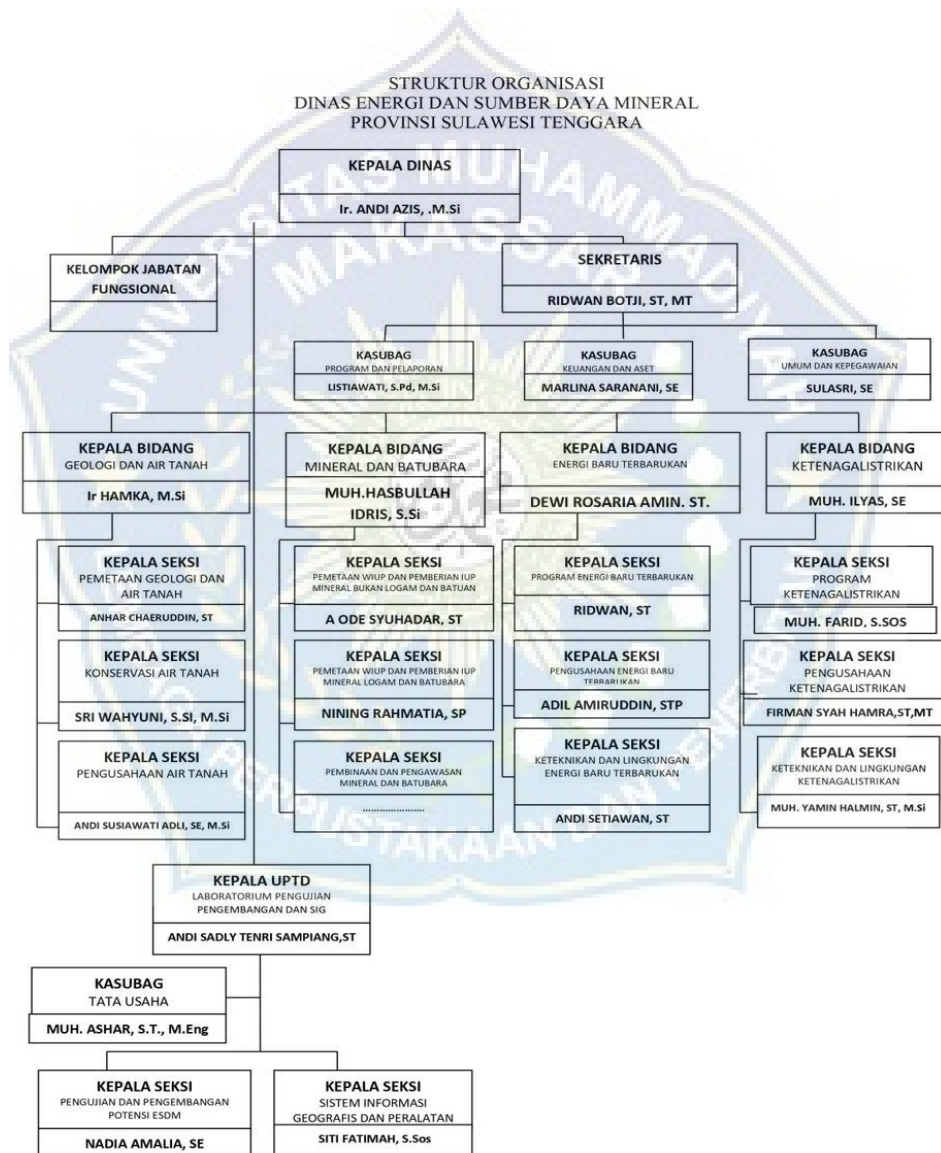 STRUKTUR ORGANISASI
DINAS ENERGI DAN SUMBER DAYA MINERAL
PROVINSI SULAWESI TENGGARA
KEPALA DINAS
Ir. ANDI AZIS, .M.Si
KELOMPOK JABATAN
FUNGSIONAL
SEKRETARIS
RIDWAN BOTJI, ST, MT
KASUBAG
PROGRAM DAN PELAPORAN
LISTIAWATI, S.Pd, M.Si
KASUBAG
KEUANGAN DAN ASET
MARLINA SARANANI, SE
KASUBAG
UMUM DAN KEPEGAWAIAN
SULASRI, SE
KEPALA BIDANG
GEOLOGI DAN AIR TANAH
Ir HAMKA, M.Si
KEPALA BIDANG
MINERAL DAN BATUBARA
MUH.HASBULLAH
IDRIS, S.Si
KEPALA BIDANG
ENERGI BARU TERBARUKAN
DEWI ROSARIA AMIN. ST.
KEPALA BIDANG
KETENAGALISTRIKAN
MUH. ILYAS, SE
KEPALA SEKSI
PEMETAAN GEOLOGI DAN
AIR TANAH
ANHAR CHAERUDDIN, ST
KEPALA SEKSI
KONSERVASI AIR TANAH
SRI WAHYUNI, S.SI, M.Si
KEPALA SEKSI
PENGUSAHAAN AIR TANAH
ANDI SUSIAWATI ADLI, SE, M.Si
KEPALA SEKSI
PEMETAAN WIUP DAN PEMBERIAN IUP
MINERAL BUKAN LOGAM DAN BATUAN
A ODE SYUHADAR, ST
KEPALA SEKSI
PEMETAAN WIUP DAN PEMBERIAN IUP
MINERAL LOGAM DAN BATUBARA
NINING RAHMATIA, SP
KEPALA SEKSI
PEMBINAAN DAN PENGAWASAN
MINERAL DAN BATUBARA
.....................
KEPALA SEKSI
PROGRAM ENERGI BARU TERBARUKAN
RIDWAN, ST
KEPALA SEKSI
PENGUSAHAAN ENERGI BARU
TERBARUKAN
ADIL AMIRUDDIN, STP
KEPALA SEKSI
KETEKNIKAN DAN LINGKUNGAN
ENERGI BARU TERBARUKAN
ANDI SETIAWAN, ST
KEPALA SEKSI
PROGRAM
KETENAGALISTRIKAN
MUH. FARID, S.SOS
KEPALA SEKSI
PENGUSAHAAN
KETENAGALISTRIKAN
FIRMAN SYAH HAMRA,ST,MT
KEPALA SEKSI
KETEKNIKAN DAN LINGKUNGAN
KETENAGALISTRIKAN
MUH. YAMIN HALMIN, ST, M.Si
KEPALA UPTD
LABORATORIUM PENGUJIAN
PENGEMBANGAN DAN SIG
ANDI SADLY TENRI SAMPIANG,ST
KASUBAG
TATA USAHA
MUH. ASHAR, S.T., M.Eng
KEPALA SEKSI
PENGUJIAN DAN PENGEMBANGAN
POTENSI ESDM
NADIA AMALIA, SE
KEPALA SEKSI
SISTEM INFORMASI
GEOGRAFIS DAN PERALATAN
SITI FATIMAH, S.Sos
UNIVERSITAS MUHAMMADIYAH
MAKASSAR
PERPUSTAKAAN DAN PENERBITAN